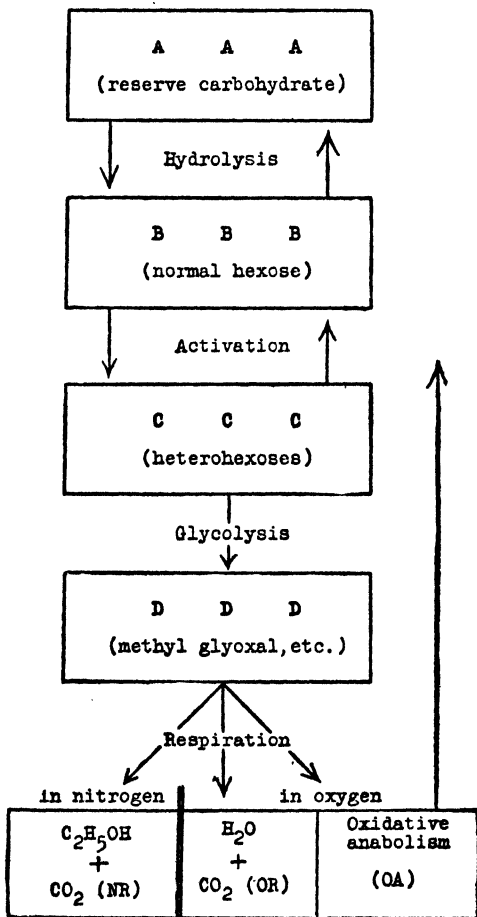 A A A
(reserve carbohydrate)
Hydrolysis
B B B
(normal hexose)
Activation
C C C
(heterohexoses)
Glycolysis
D D D
(methyl glyoxal,etc.)
Respiration
in nitrogen
in oxygen
C₂H₅OH
+
CO₂ (NR)
H₂O
+
CO₂ (OR)
Oxidative
anabolism
(OA)